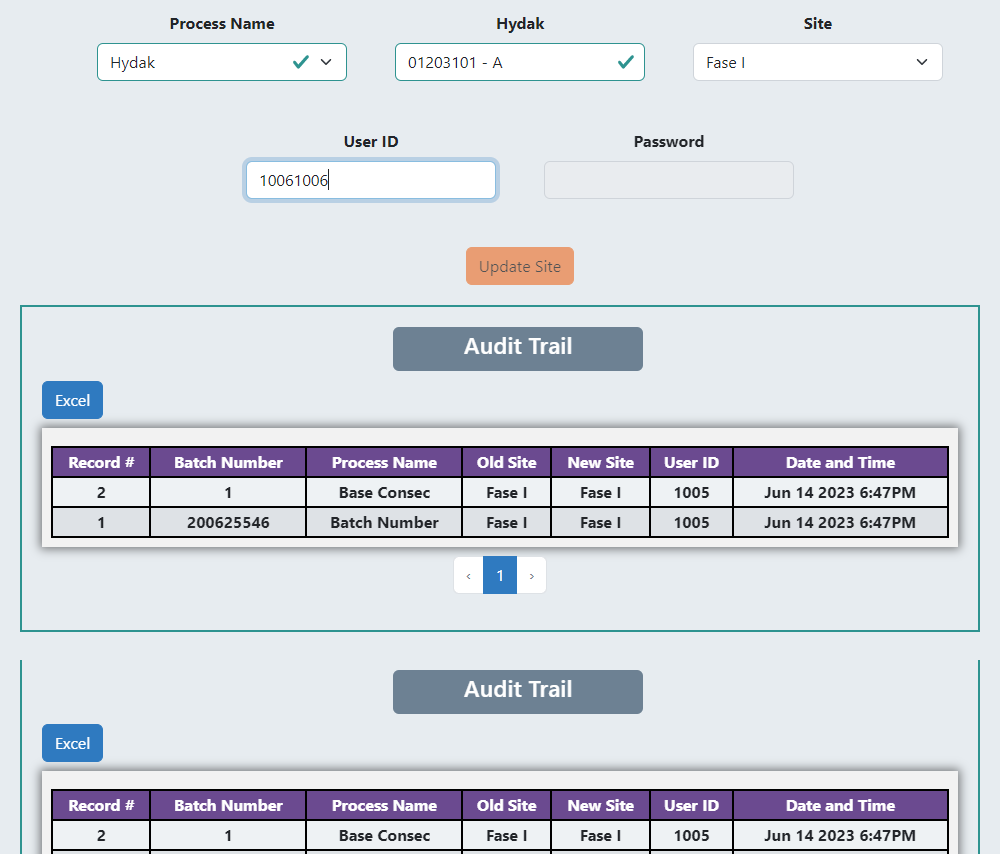 Process Name Hydak Site
Hydak 01203101 - A Fase I
User ID Password
10061006
Update Site
Audit Trail
Excel
Record # Batch Number Process Name Old Site New Site User ID Date and Time
2 1 Base Consec Fase I Fase I 1005 Jun 14 2023 6:47PM
1 200625546 Batch Number Fase I Fase I 1005 Jun 14 2023 6:47PM
‹ 1 ›
Audit Trail
Excel
Record # Batch Number Process Name Old Site New Site User ID Date and Time
2 1 Base Consec Fase I Fase I 1005 Jun 14 2023 6:47PM